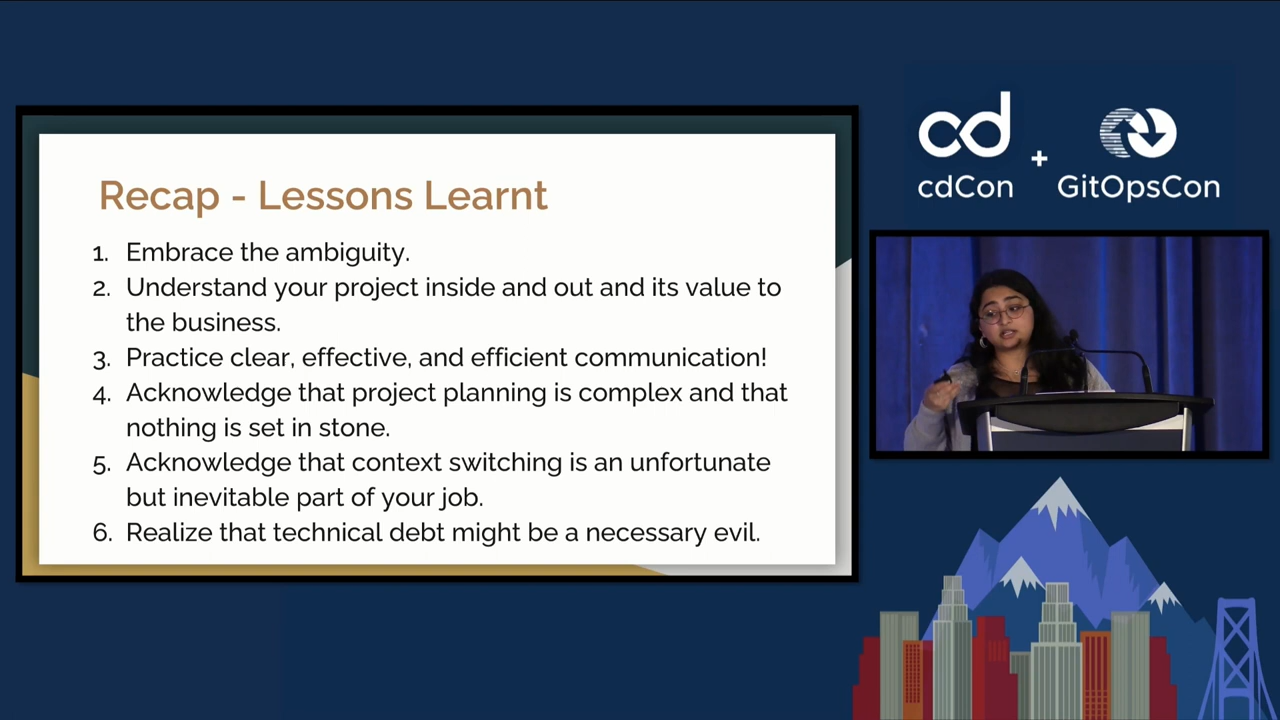 Recap - Lessons Learnt
1. Embrace the ambiguity.
2. Understand your project inside and out and its value to
the business.
3. Practice clear, effective, and efficient communication!
4. Acknowledge that project planning is complex and that
nothing is set in stone.
5. Acknowledge that context switching is an unfortunate
but inevitable part of your job.
6. Realize that technical debt might be a necessary evil.
cd
+
cdCon
GitOpsCon